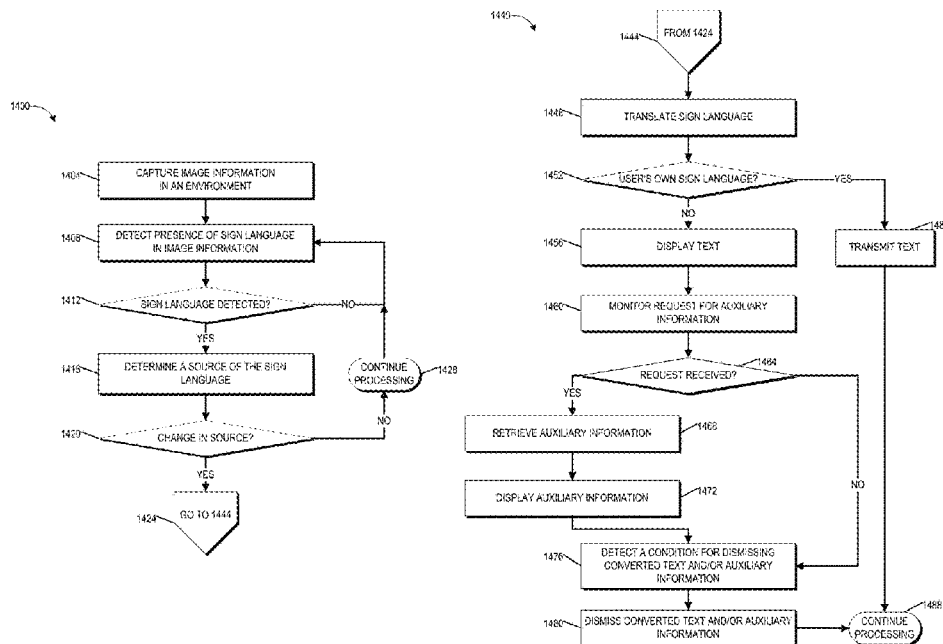 1400
1404
CAPTURE IMAGE INFORMATION
IN AN ENVIRONMENT
1408
DETECT PRESENCE OF SIGN LANGUAGE
IN IMAGE INFORMATION
1412
SIGN LANGUAGE DETECTED?
NO
YES
1416
DETERMINE A SOURCE OF THE SIGN
LANGUAGE
CONTINUE
PROCESSING
1428
NO
1420
CHANGE IN SOURCE?
YES
1424
GO TO 1444
1440
1444
FROM 1424
1448
TRANSLATE SIGN LANGUAGE
1452
USER'S OWN SIGN LANGUAGE?
YES
NO
1456
DISPLAY TEXT
TRANSMIT TEXT
1460
MONITOR REQUEST FOR AUXILIARY
INFORMATION
1464
REQUEST RECEIVED?
YES
RETRIEVE AUXILIARY INFORMATION
1468
NO
DISPLAY AUXILIARY INFORMATION
1472
1476
DETECT A CONDITION FOR DISMISSING
CONVERTED TEXT AND/OR AUXILIARY
INFORMATION
1480
DISMISS CONVERTED TEXT AND/OR AUXILIARY
INFORMATION
1488
CONTINUE
PROCESSING